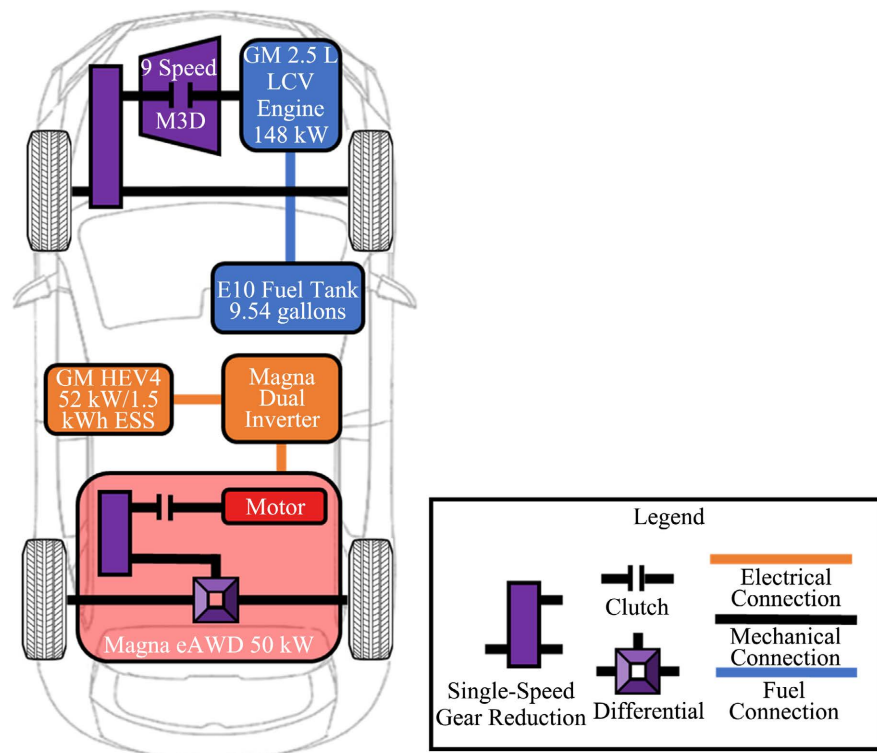 9 Speed
M3D
GM 2.5 L
LCV
Engine
148 kW
E10 Fuel Tank
9.54 gallons
GM HEV4
52 kW/1.5
kWh ESS
Magna
Dual
Inverter
Motor
Magna eAWD 50 kW
Legend
Single-Speed
Gear Reduction
Clutch
Differential
Electrical
Connection
Mechanical
Connection
Fuel
Connection